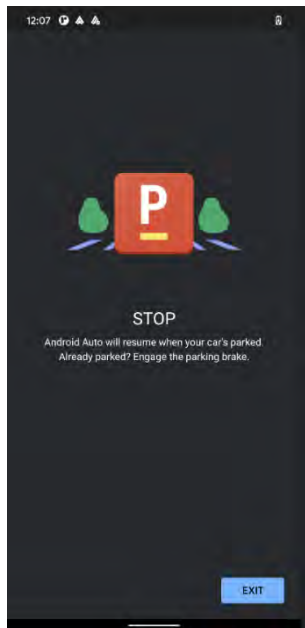 12:07
P
STOP
Android Auto will resume when your car's parked.
Already parked? Engage the parking brake.
EXIT